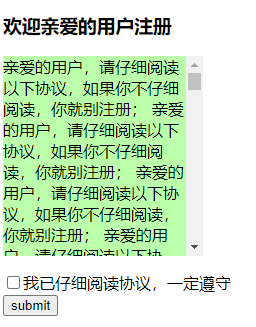 欢迎亲爱的用户注册
亲爱的用户，请仔细阅读
以下协议，如果你不仔细
阅读，你就别注册； 亲爱
的用户，请仔细阅读以下
协议，如果你不仔细阅
读，你就别注册； 亲爱的
用户，请仔细阅读以下协
议，如果你不仔细阅读，
你就别注册； 亲爱的用
户，请仔细阅读以下协
我已仔细阅读协议，一定遵守
submit